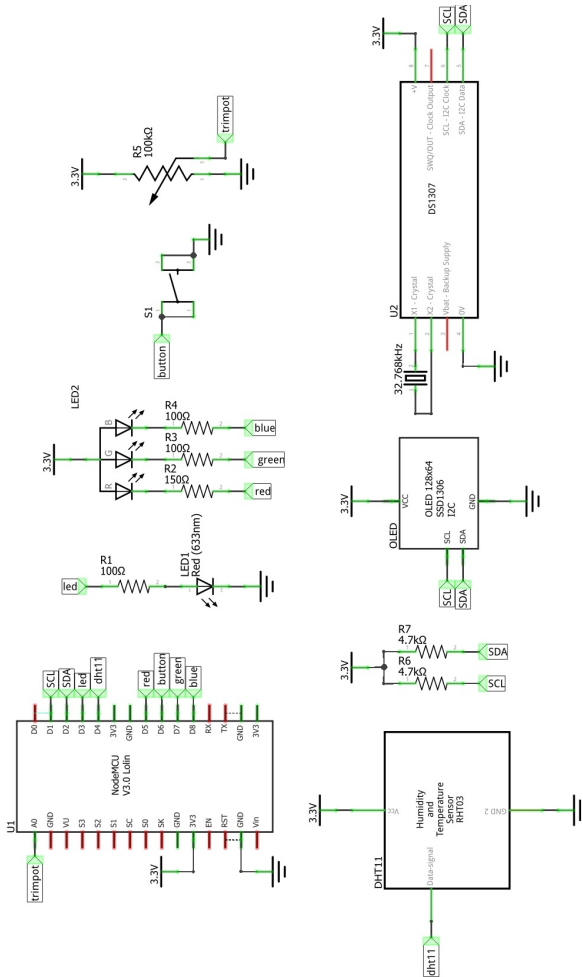 3.3V
R5
100kΩ
trimpot
S1
button
LED2
3.3V
R
G
B
R4
100Ω
R3
100Ω
R2
150Ω
blue
green
red
led
R1
100Ω
LED1
Red (633nm)
U1
NodeMCU
V3.0 Lolin
D0
D1
D2
D3
D4
3V3
GND
D5
D6
D7
D8
RX
TX
GND
3V3
SCL
SDA
led
dht11
red
button
green
blue
A0
VU
S3
S2
S1
SC
S0
SK
GND
3V3
EN
RST
GND
Vin
trimpot
3.3V
3.3V
SCL
SDA
+V
SWQ/OUT - Clock Output
SCL - I2C Clock
SDA - I2C Data
8
7
6
5
DS1307
U2
X1 - Crystal
X2 - Crystal
Vbat - Backup Supply
0V
1
2
3
4
32.768kHz
3.3V
OLED
VCC
OLED 128x64
SSD1306
I2C
GND
SCL
SDA
SCL
SDA
3.3V
R7
4.7kΩ
R6
4.7kΩ
SDA
SCL
3.3V
DHT11
Vcc
Humidity
and
Temperature
Sensor
RHT03
GND 2
Data-signal
dht11